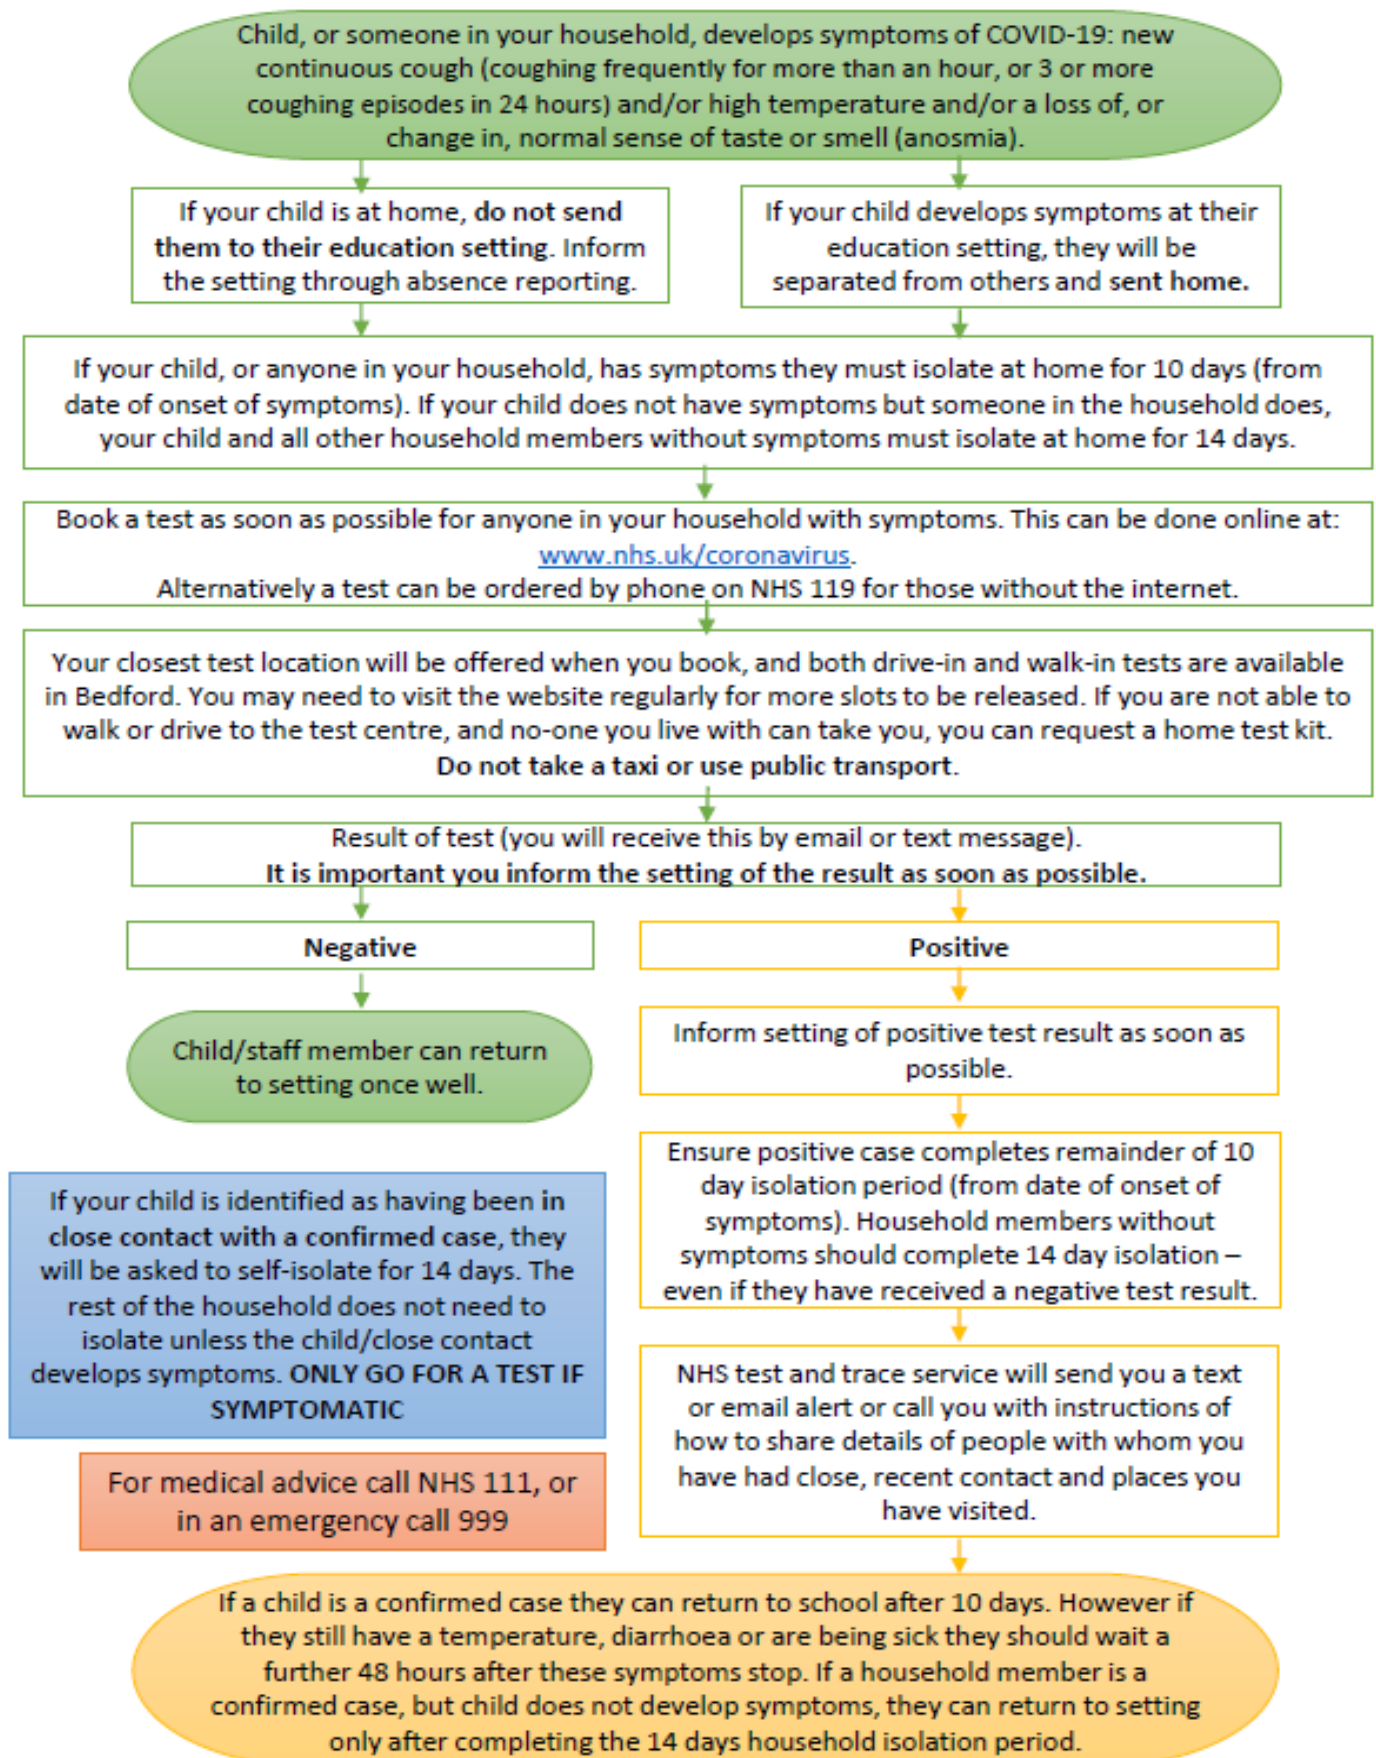 Child, or someone in your household, develops symptoms of COVID-19: new
continuous cough (coughing frequently for more than an hour, or 3 or more
coughing episodes in 24 hours) and/or high temperature and/or a loss of, or
change in, normal sense of taste or smell (anosmia).
If your child is at home, do not send
them to their education setting. Inform
the setting through absence reporting.
If your child develops symptoms at their
education setting, they will be
separated from others and sent home.
If your child, or anyone in your household, has symptoms they must isolate at home for 10 days (from
date of onset of symptoms). If your child does not have symptoms but someone in the household does,
your child and all other household members without symptoms must isolate at home for 14 days.
Book a test as soon as possible for anyone in your household with symptoms. This can be done online at:
www.nhs.uk/coronavirus.
Alternatively a test can be ordered by phone on NHS 119 for those without the internet.
Your closest test location will be offered when you book, and both drive-in and walk-in tests are available
in Bedford. You may need to visit the website regularly for more slots to be released. If you are not able to
walk or drive to the test centre, and no-one you live with can take you, you can request a home test kit.
Do not take a taxi or use public transport.
Result of test (you will receive this by email or text message).
It is important you inform the setting of the result as soon as possible.
Negative
Child/staff member can return
to setting once well.
Positive
Inform setting of positive test result as soon as
possible.
Ensure positive case completes remainder of 10
day isolation period (from date of onset of
symptoms). Household members without
symptoms should complete 14 day isolation –
even if they have received a negative test result.
NHS test and trace service will send you a text
or email alert or call you with instructions of
how to share details of people with whom you
have had close, recent contact and places you
have visited.
If your child is identified as having been in
close contact with a confirmed case, they
will be asked to self-isolate for 14 days. The
rest of the household does not need to
isolate unless the child/close contact
develops symptoms. ONLY GO FOR A TEST IF
SYMPTOMATIC
For medical advice call NHS 111, or
in an emergency call 999
If a child is a confirmed case they can return to school after 10 days. However if
they still have a temperature, diarrhoea or are being sick they should wait a
further 48 hours after these symptoms stop. If a household member is a
confirmed case, but child does not develop symptoms, they can return to setting
only after completing the 14 days household isolation period.